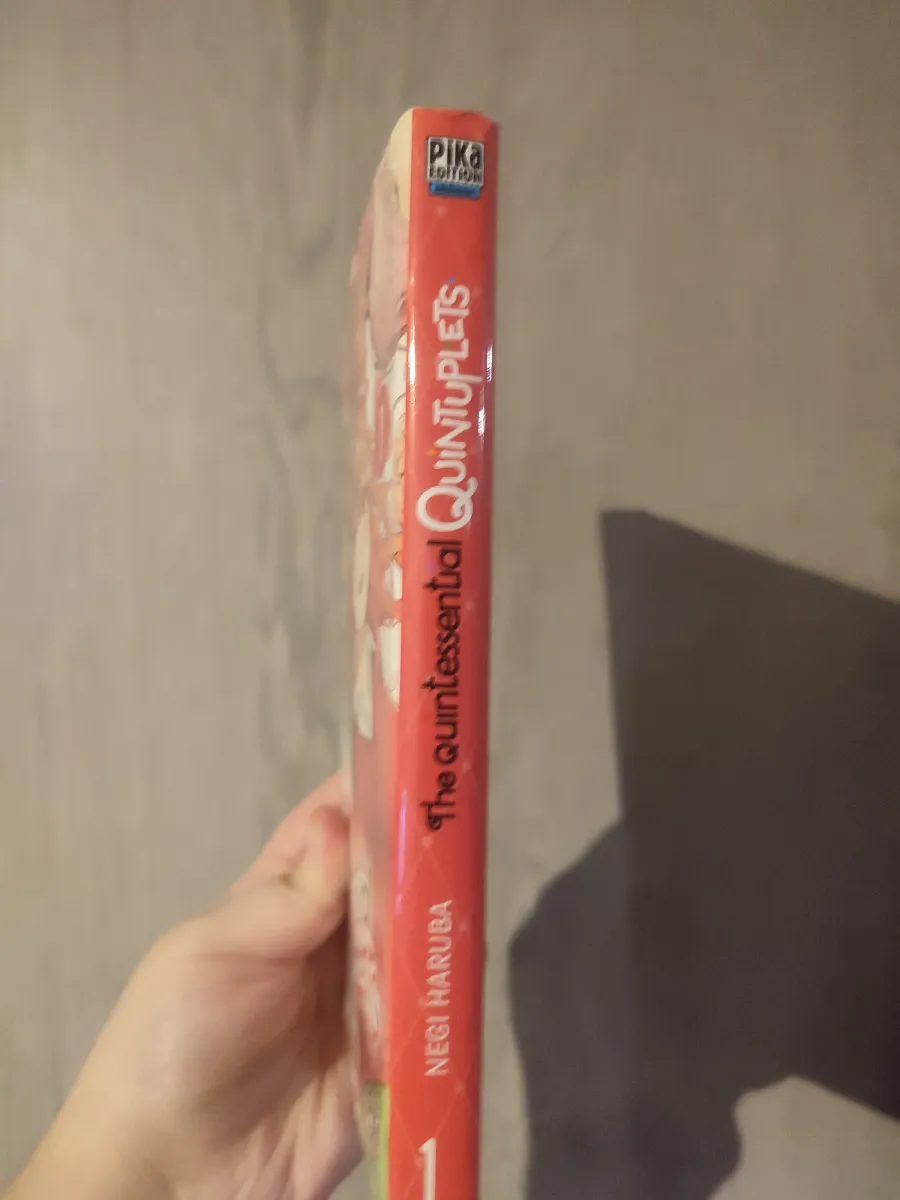 PiKa
EDITION
The Quintessential QUINTUPLETS
NEGI HARUBA
1